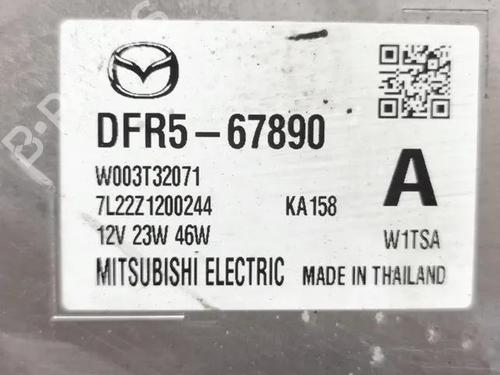 DFR5-67890
W003T32071
7L22Z1200244 KA158
A
12V 23W 46W W1TSA
MITSUBISHI ELECTRIC MADE IN THAILAND